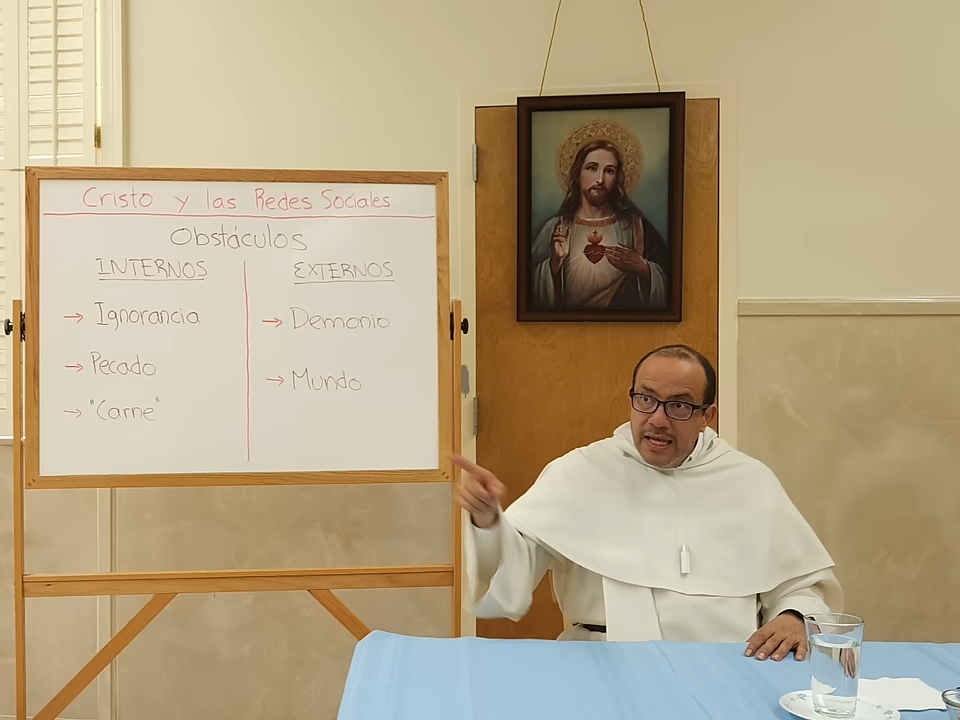 Cristo y las Redes Sociales
Obstáculos
INTERNOS
→ Ignorancia
→ Pecado
→ "Carne"
EXTERNOS
→ Demonio
→ Mundo